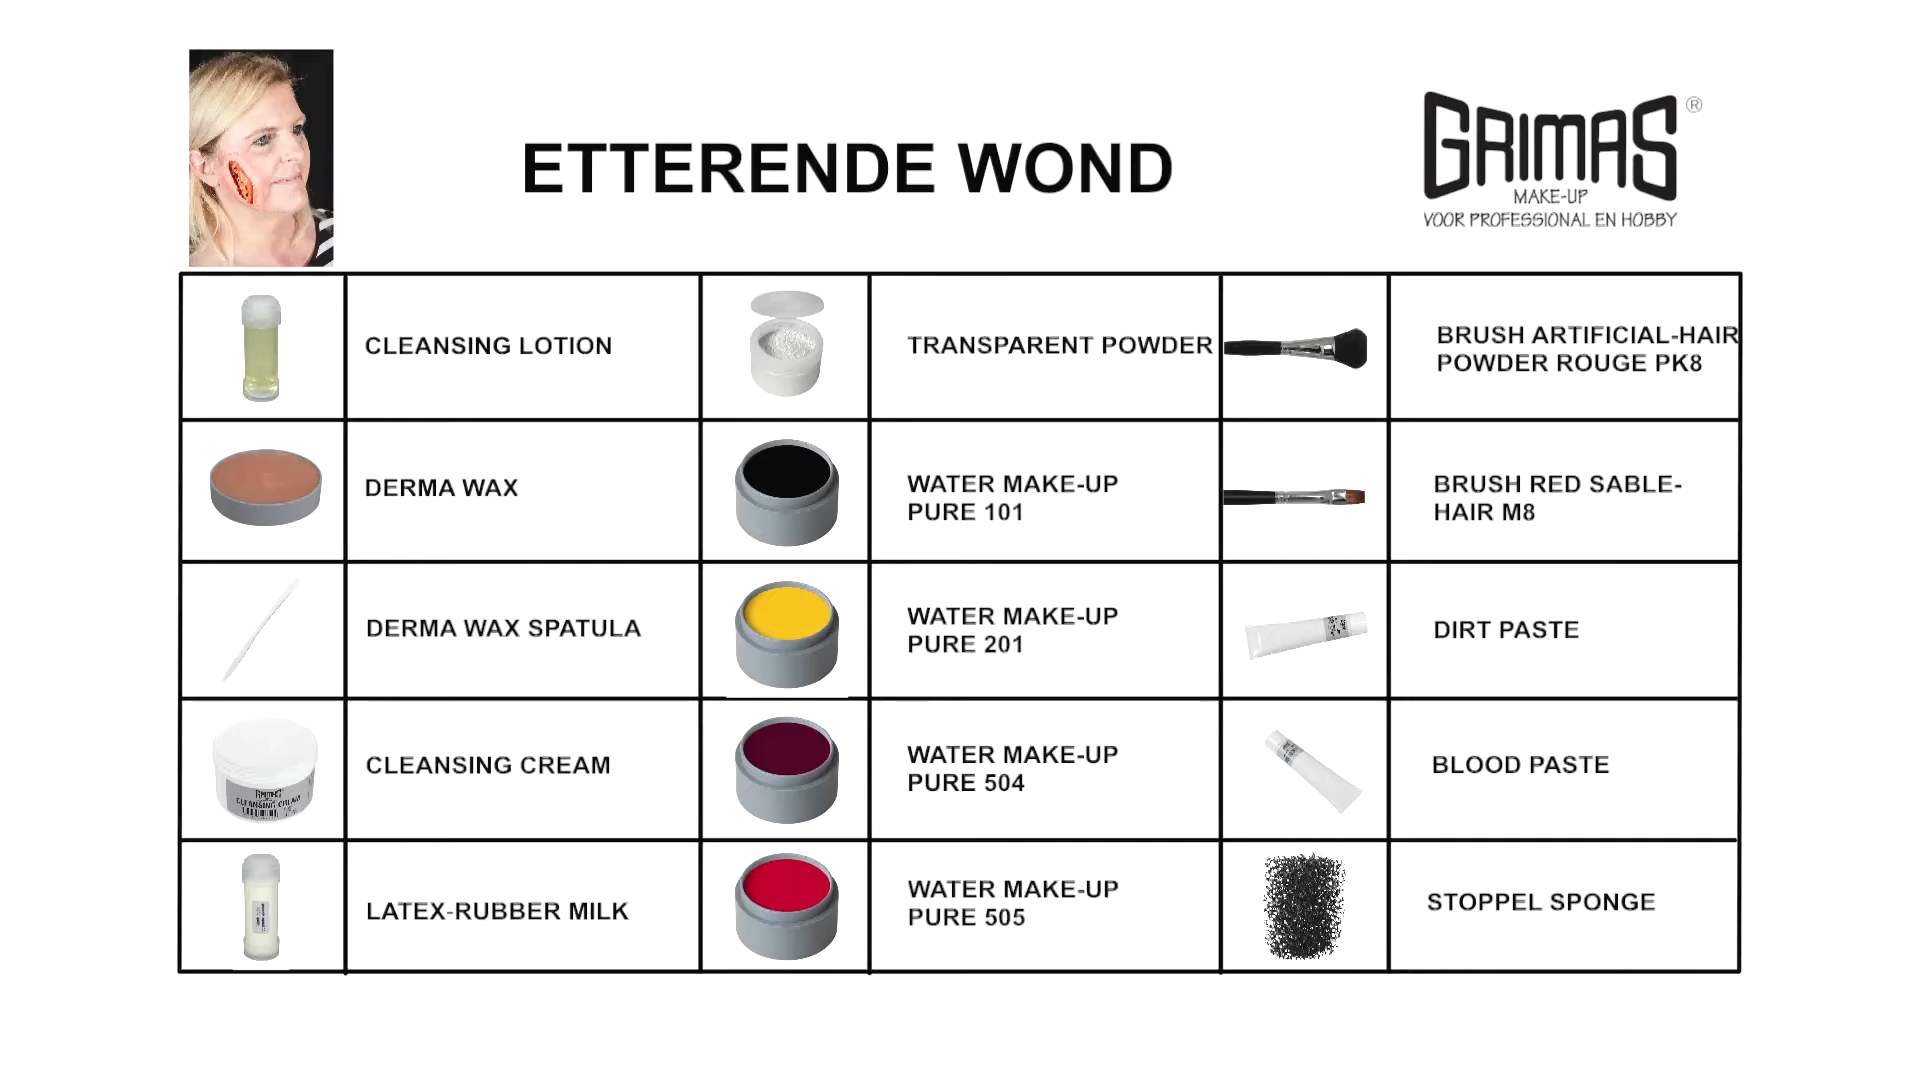 ETTERENDE WOND
GRIMAS®
MAKE-UP
VOOR PROFESSIONAL EN HOBBY
CLEANSING LOTION
TRANSPARENT POWDER
BRUSH ARTIFICIAL-HAIR
POWDER ROUGE PK8
DERMA WAX
WATER MAKE-UP
PURE 101
BRUSH RED SABLE-
HAIR M8
DERMA WAX SPATULA
WATER MAKE-UP
PURE 201
DIRT PASTE
CLEANSING CREAM
GRIMAS
CLEANSING CREAM
WATER MAKE-UP
PURE 504
BLOOD PASTE
LATEX-RUBBER MILK
WATER MAKE-UP
PURE 505
STOPPEL SPONGE